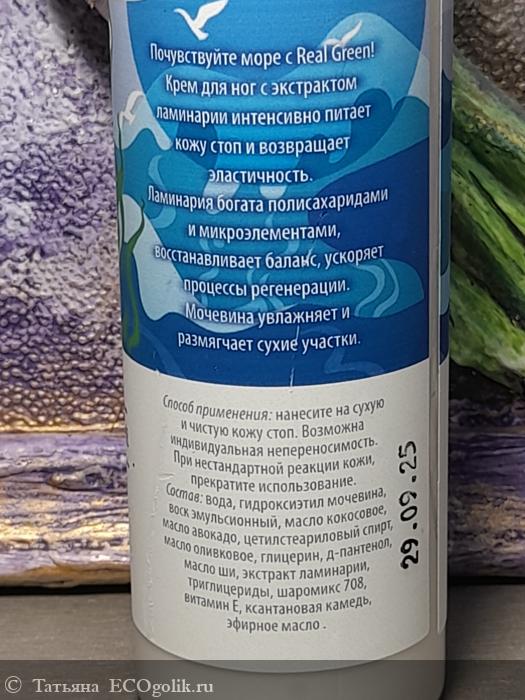 Почувствуйте море с Real Green!
Крем для ног с экстрактом
ламинарии интенсивно питает
кожу стоп и возвращает
эластичность.
Ламинария богата полисахаридами
и микроэлементами,
восстанавливает баланс, ускоряет
процессы регенерации.
Мочевина увлажняет и
размягчает сухие участки.
Способ применения: нанесите на сухую
и чистую кожу стоп. Возможна
индивидуальная непереносимость.
При нестандартной реакции кожи,
прекратите использование.
Состав: вода, гидроксиэтил мочевина,
воск эмульсионный, масло кокосовое,
масло авокадо, цетилстеариловый спирт,
масло оливковое, глицерин, д-пантенол,
масло ши, экстракт ламинарии,
триглицериды, шаромикс 708,
витамин Е, ксантановая камедь,
эфирное масло .
29.09.25
© Татьяна ECOgolik.ru